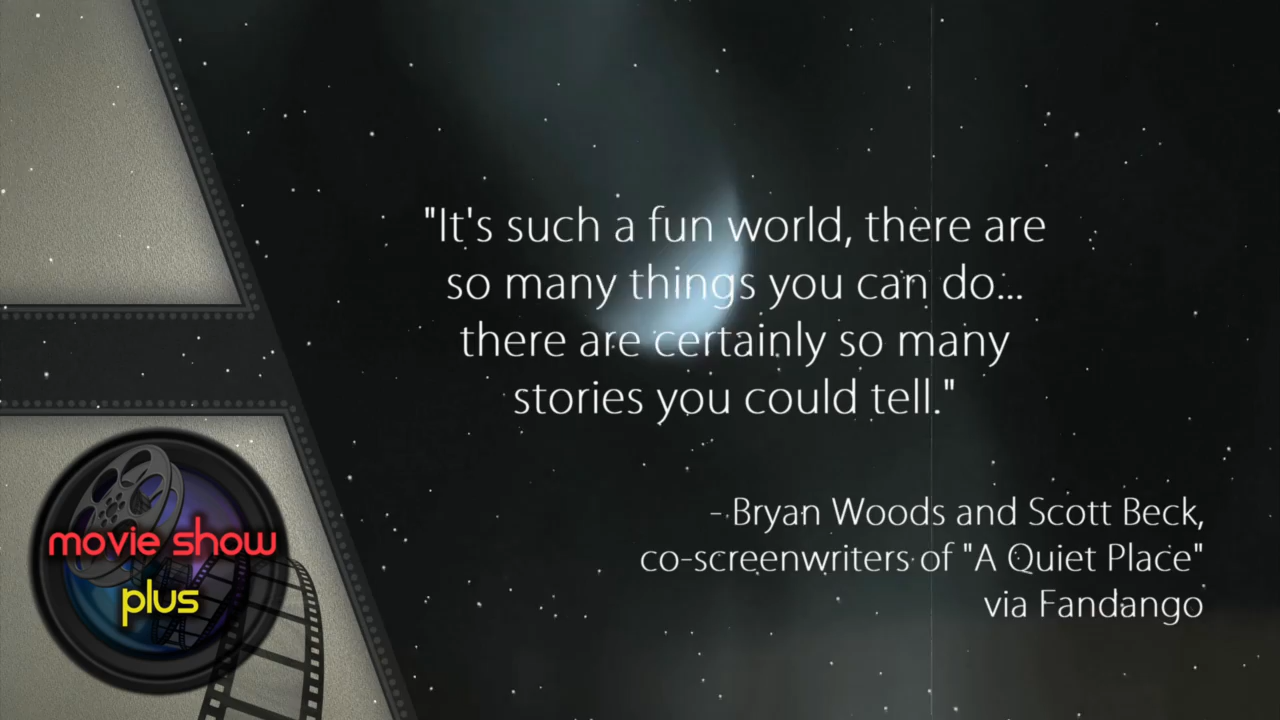 "It's such a fun world, there are
so many things you can do...
there are certainly so many
stories you could tell."
- Bryan Woods and Scott Beck,
co-screenwriters of "A Quiet Place"
via Fandango
movie show
plus